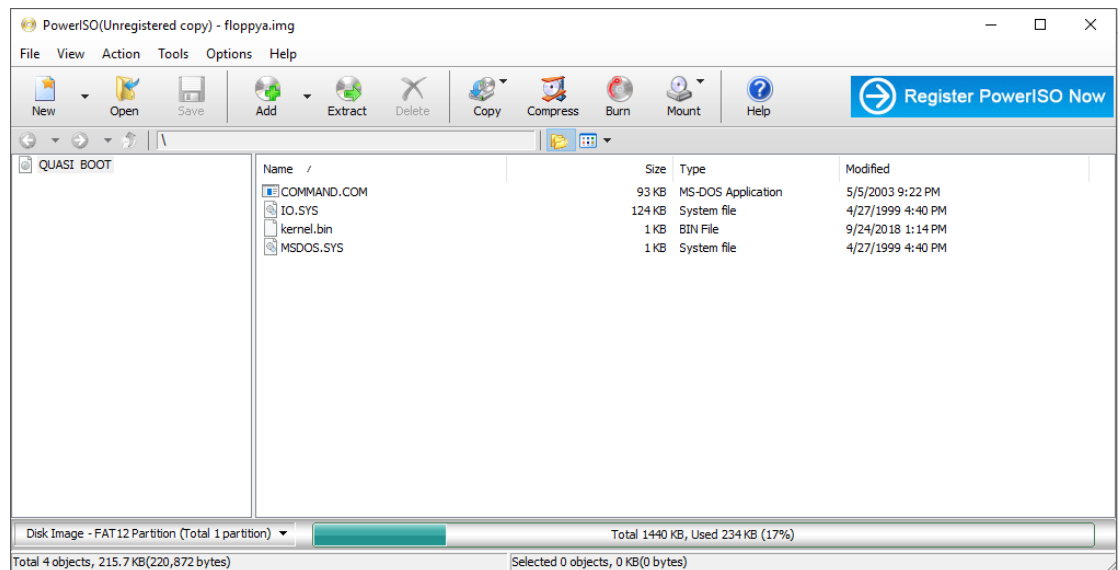 PowerISO(Unregistered copy) - floppya.img
File View Action Tools Options Help
New Open Save Add Extract Delete Copy Compress Burn Mount Help Register PowerISO Now
\
QUASI BOOT
Name / Size Type Modified
COMMAND.COM 93 KB MS-DOS Application 5/5/2003 9:22 PM
IO.SYS 124 KB System file 4/27/1999 4:40 PM
kernel.bin 1 KB BIN File 9/24/2018 1:14 PM
MSDOS.SYS 1 KB System file 4/27/1999 4:40 PM
Disk Image - FAT12 Partition (Total 1 partition) Total 1440 KB, Used 234 KB (17%)
Total 4 objects, 215.7 KB(220,872 bytes) Selected 0 objects, 0 KB(0 bytes)